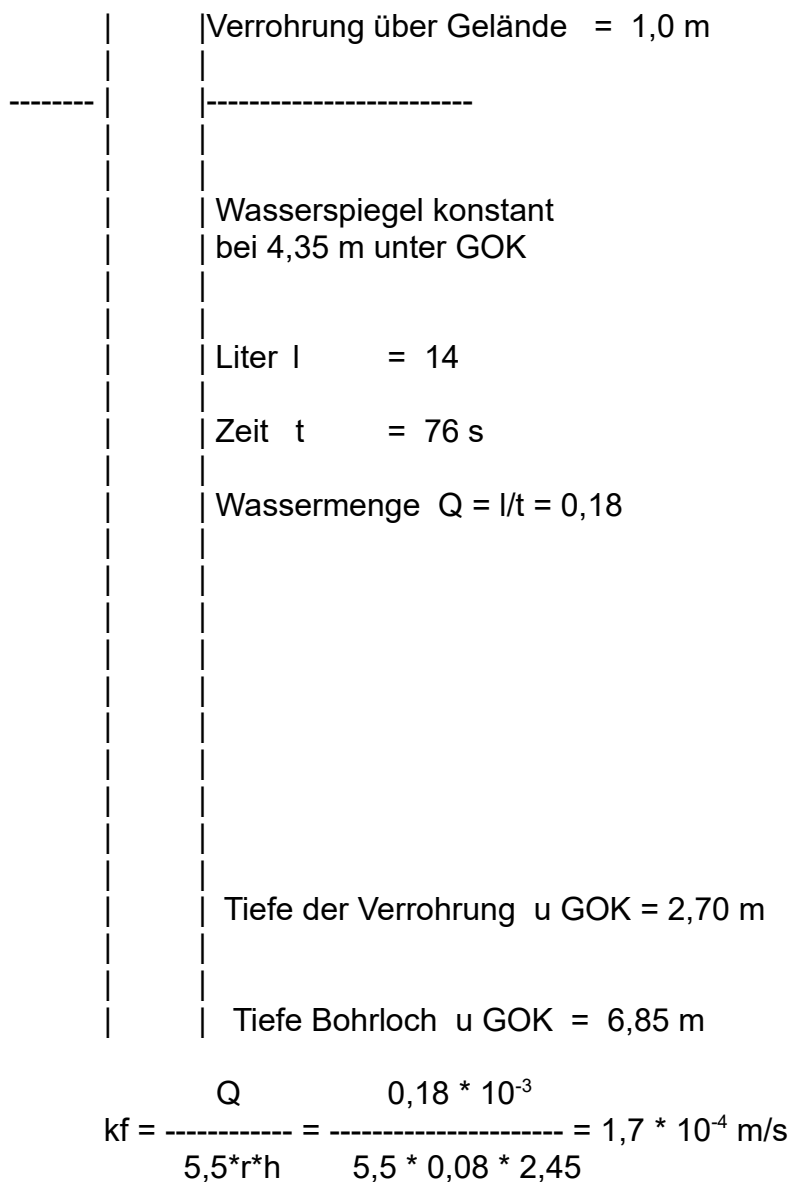 Verrohrung über Gelände = 1,0 m
Wasserspiegel konstant
bei 4,35 m unter GOK
Liter l = 14
Zeit t = 76 s
Wassermenge Q = l/t = 0,18
Tiefe der Verrohrung u GOK = 2,70 m
Tiefe Bohrloch u GOK = 6,85 m
Q 0,18 * 10⁻³
kf = ------------ = ---------------------- = 1,7 * 10⁻⁴ m/s
5,5*r*h 5,5 * 0,08 * 2,45